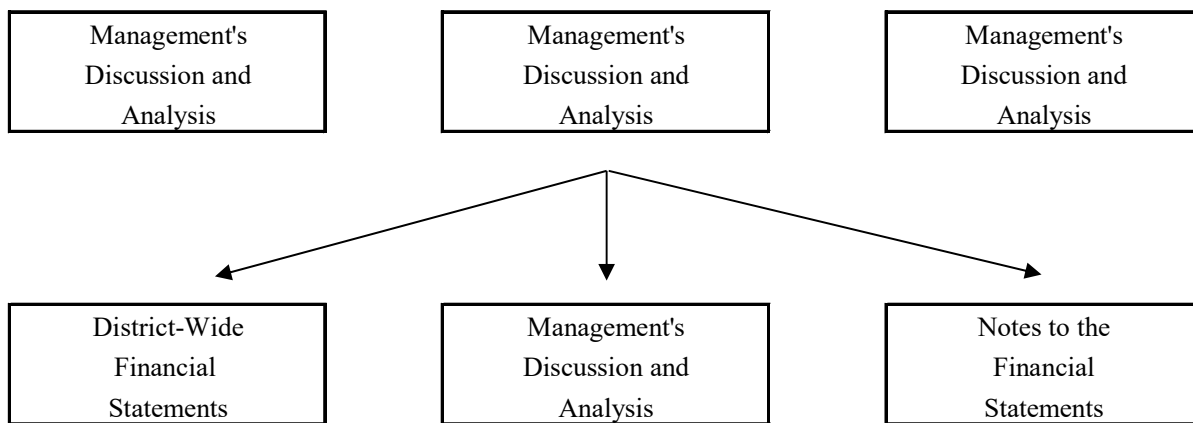 Management's
Discussion and
Analysis
Management's
Discussion and
Analysis
Management's
Discussion and
Analysis
District-Wide
Financial
Statements
Management's
Discussion and
Analysis
Notes to the
Financial
Statements